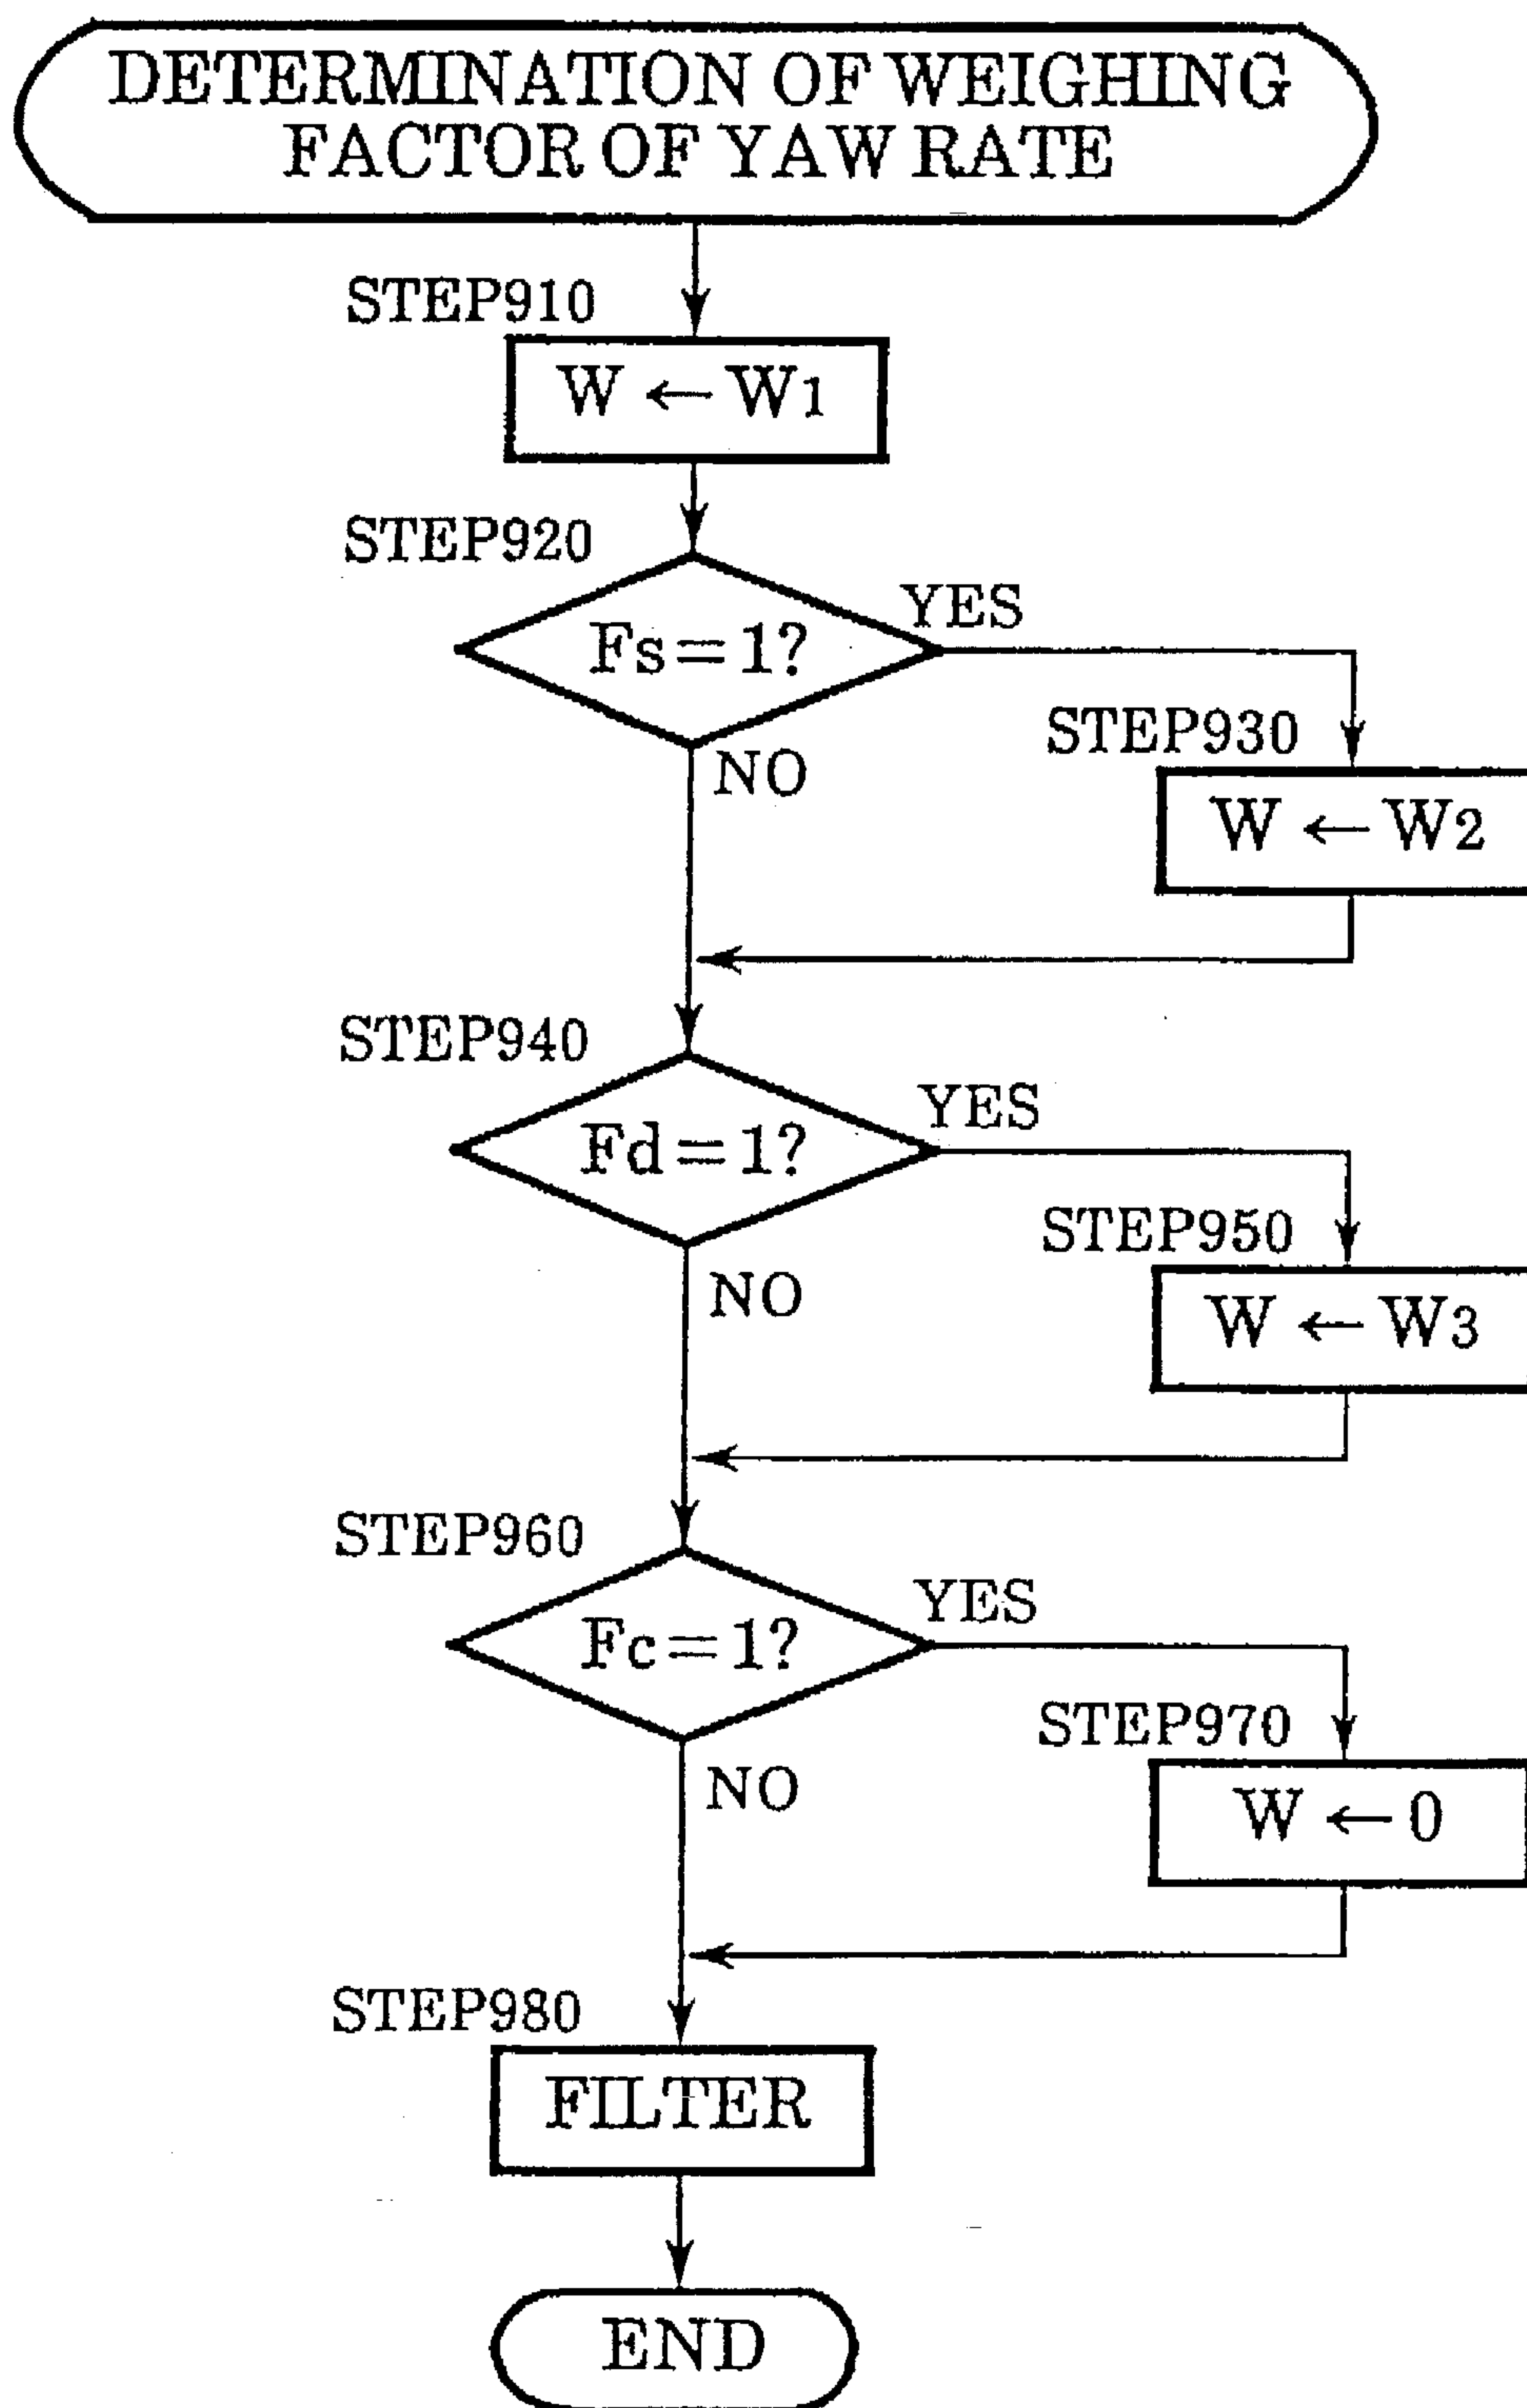 DETERMINATION OF WEIGHING
FACTOR OF YAW RATE
STEP910
W ← W1
STEP920
Fs=1?
YES
STEP930
NO
W ← W2
STEP940
Fd=1?
YES
STEP950
NO
W ← W3
STEP960
Fc=1?
YES
STEP970
NO
W ← 0
STEP980
FILTER
END